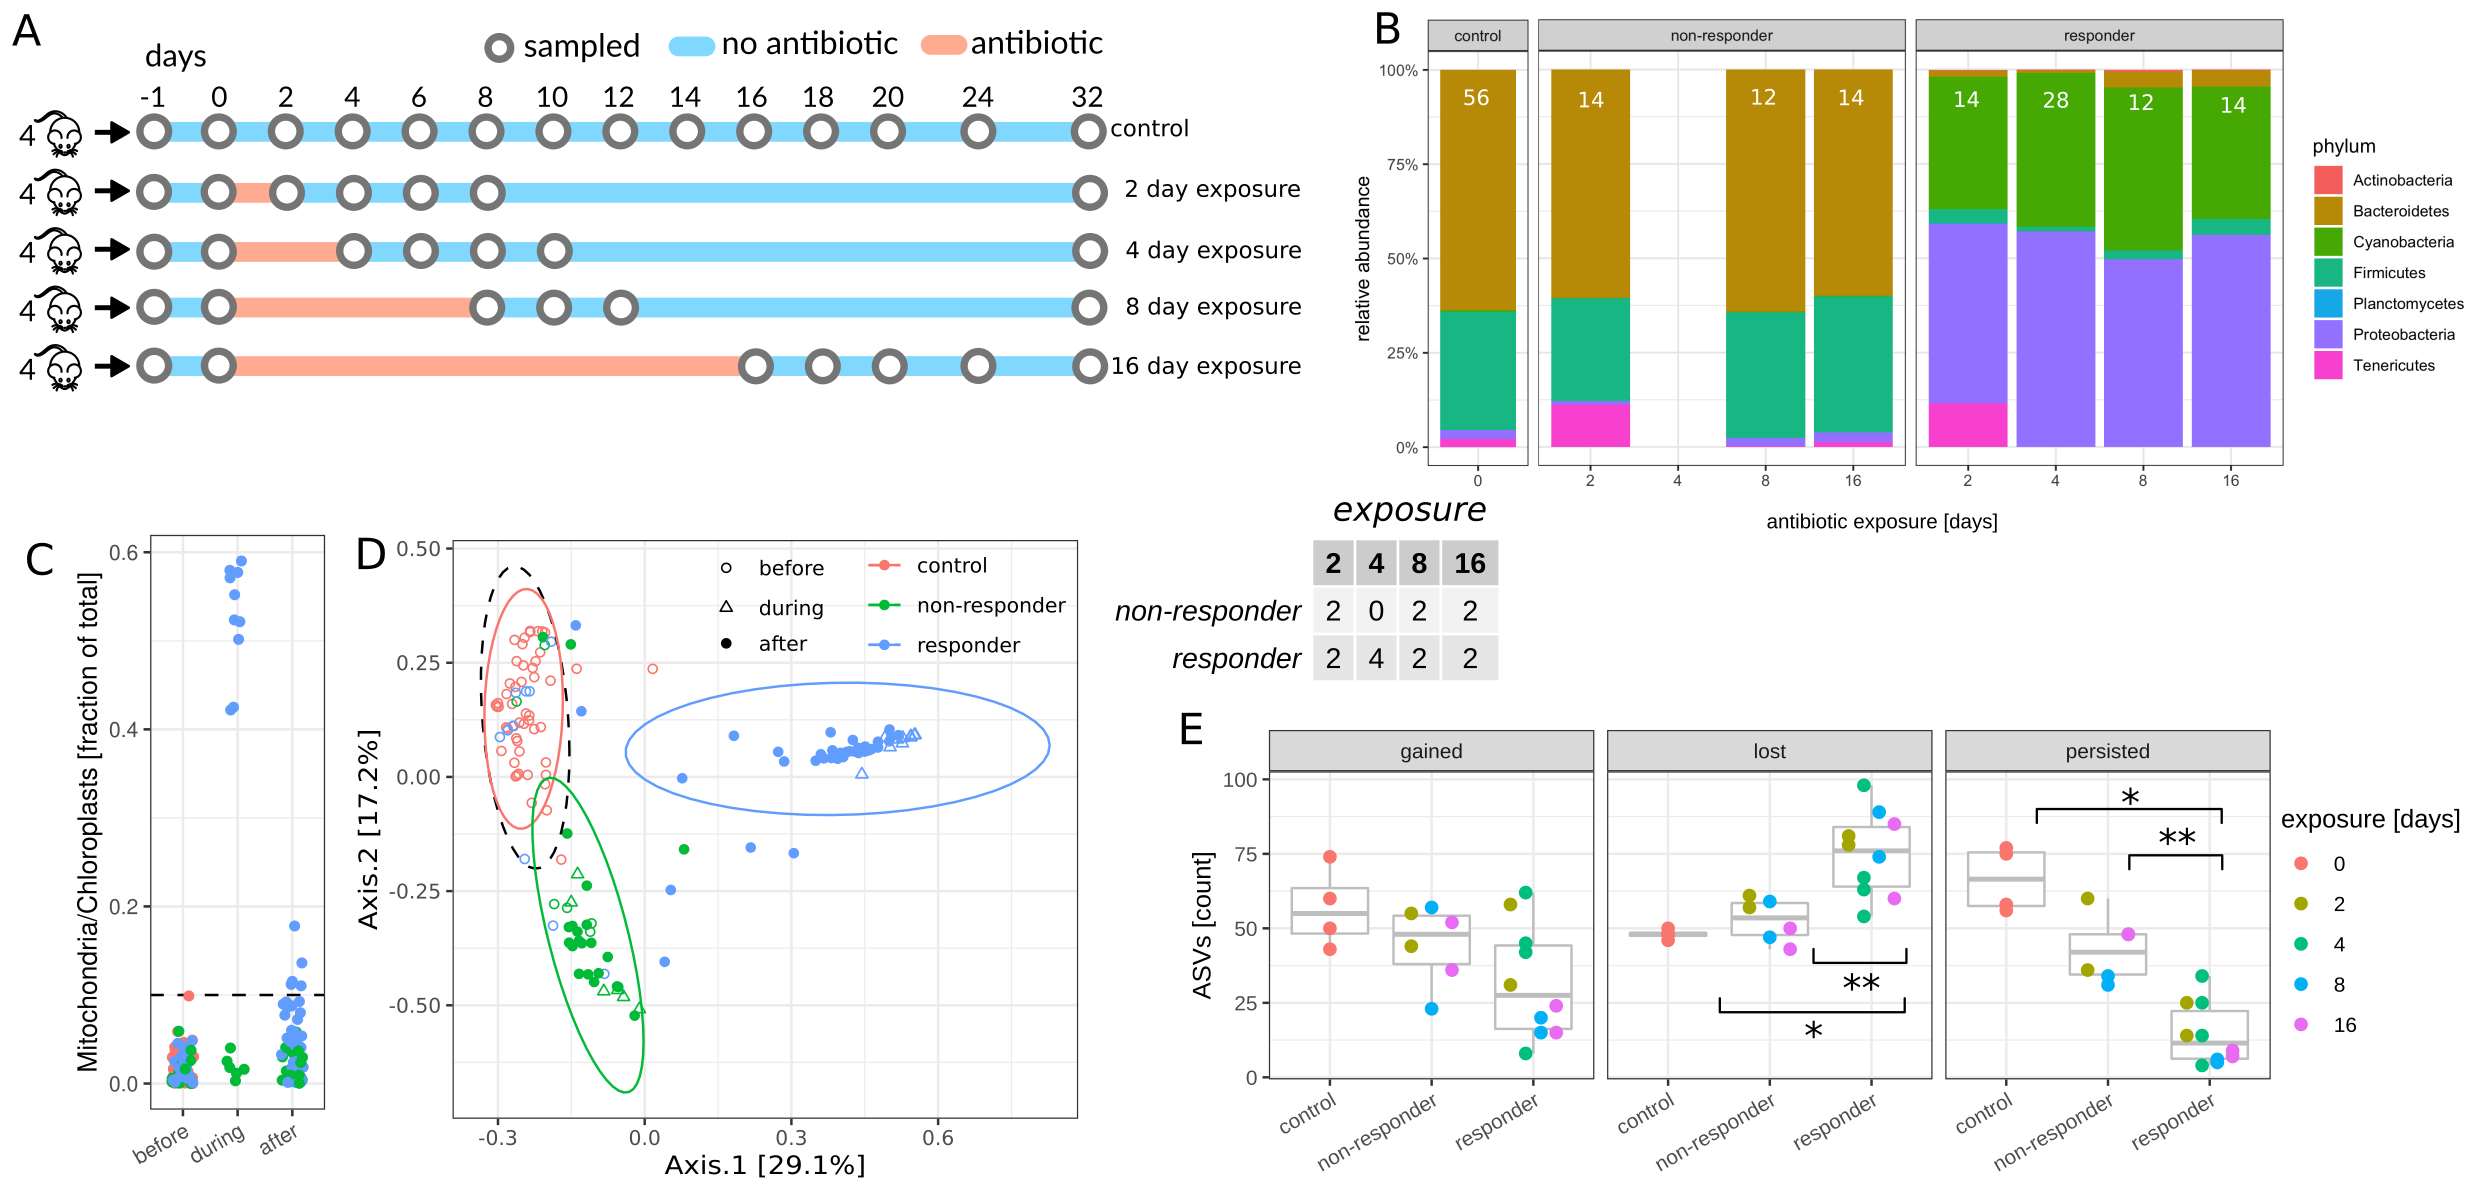 A
days
sampled
no antibiotic
antibiotic
-1 0 2 4 6 8 10 12 14 16 18 20 24 32
4 control
4 2 day exposure
4 4 day exposure
4 8 day exposure
4 16 day exposure
B
control
non-responder
responder
100%
75%
50%
25%
0%
relative abundance
56
14
12
14
14
28
12
14
0
2 4 8 16
2 4 8 16
antibiotic exposure [days]
phylum
Actinobacteria
Bacteroidetes
Cyanobacteria
Firmicutes
Planctomycetes
Proteobacteria
Tenericutes
exposure
2 4 8 16
non-responder 2 0 2 2
responder 2 4 2 2
C
Mitochondria/Chloroplasts [fraction of total]
0.6
0.4
0.2
0.0
before
during
after
D
Axis.2 [17.2%]
0.50
0.25
0.00
-0.25
-0.50
before
during
after
control
non-responder
responder
-0.3 0.0 0.3 0.6
Axis.1 [29.1%]
E
ASVs [count]
100
75
50
25
0
gained
lost
persisted
**
*
*
**
control
non-responder
responder
control
non-responder
responder
control
non-responder
responder
exposure [days]
0
2
4
8
16